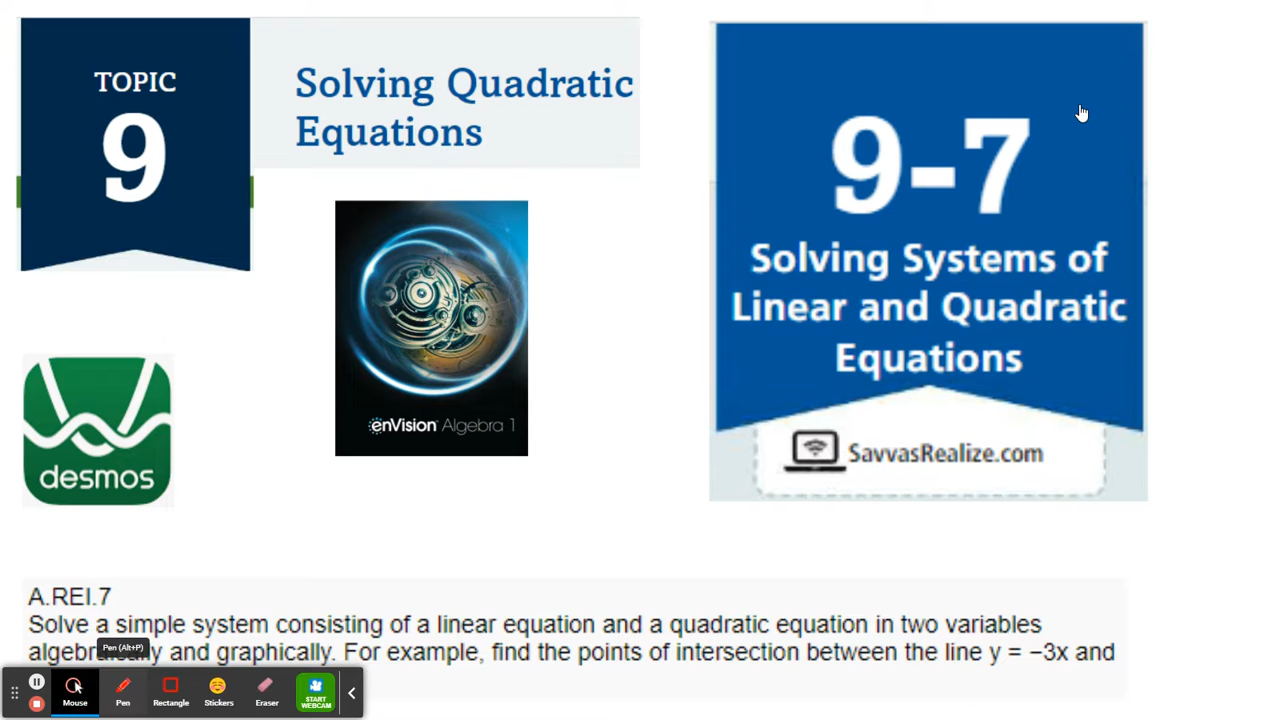 TOPIC
9
Solving Quadratic
Equations
enVision Algebra 1
desmos
9-7
Solving Systems of
Linear and Quadratic
Equations
SavvasRealize.com
A.REI.7
Solve a simple system consisting of a linear equation and a quadratic equation in two variables
and graphically. For example, find the points of intersection between the line y = −3x and
Pen (Alt+P)
Mouse
Pen
Rectangle
Stickers
Eraser
START
WEBCAM